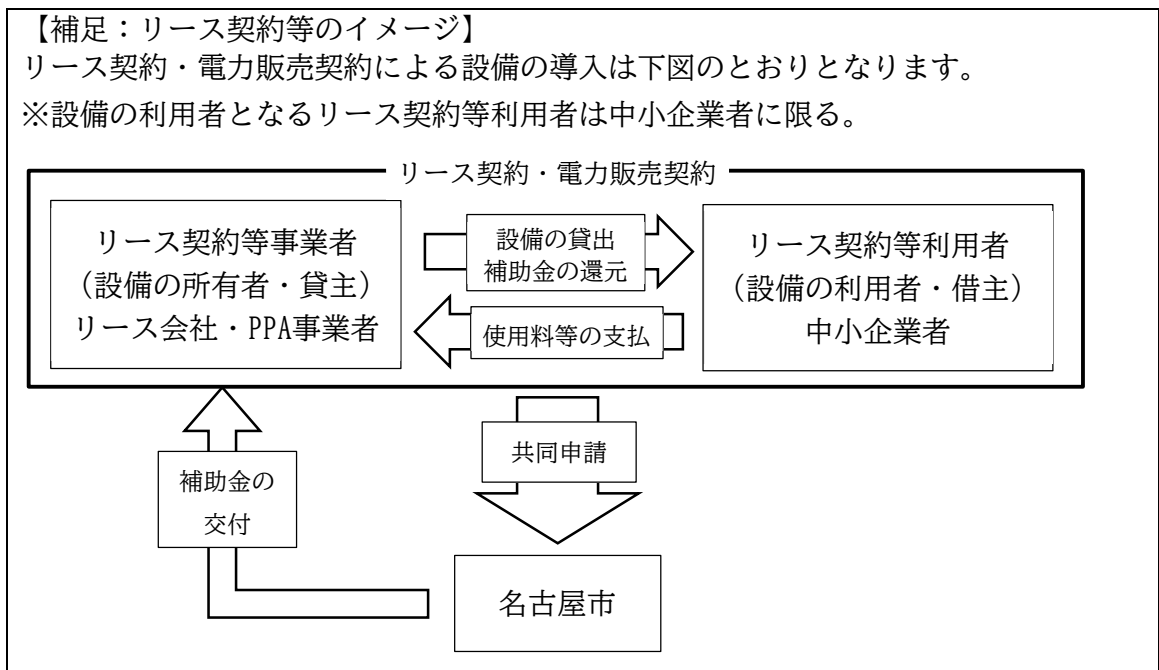 【補足：リース契約等のイメージ】
リース契約・電力販売契約による設備の導入は下図のとおりとなります。
※設備の利用者となるリース契約等利用者は中小企業者に限る。
リース契約・電力販売契約
リース契約等事業者
（設備の所有者・貸主）
リース会社・PPA事業者
設備の貸出
補助金の還元
使用料等の支払
リース契約等利用者
（設備の利用者・借主）
中小企業者
共同申請
補助金の
交付
名古屋市